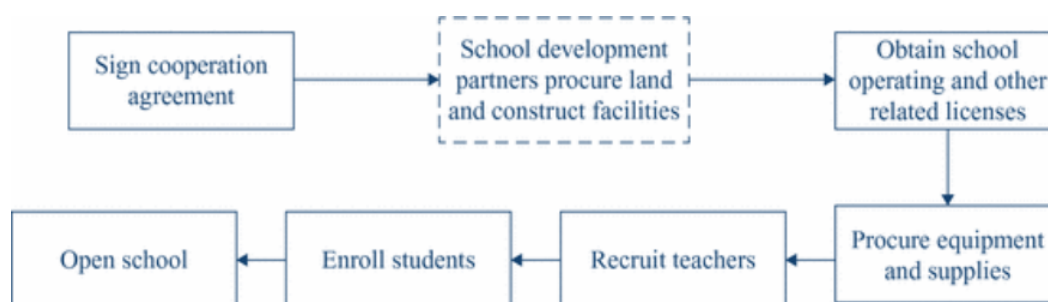 Sign cooperation
agreement
School development
partners procure land
and construct facilities
Obtain school
operating and other
related licenses
Procure equipment
and supplies
Recruit teachers
Enroll students
Open school